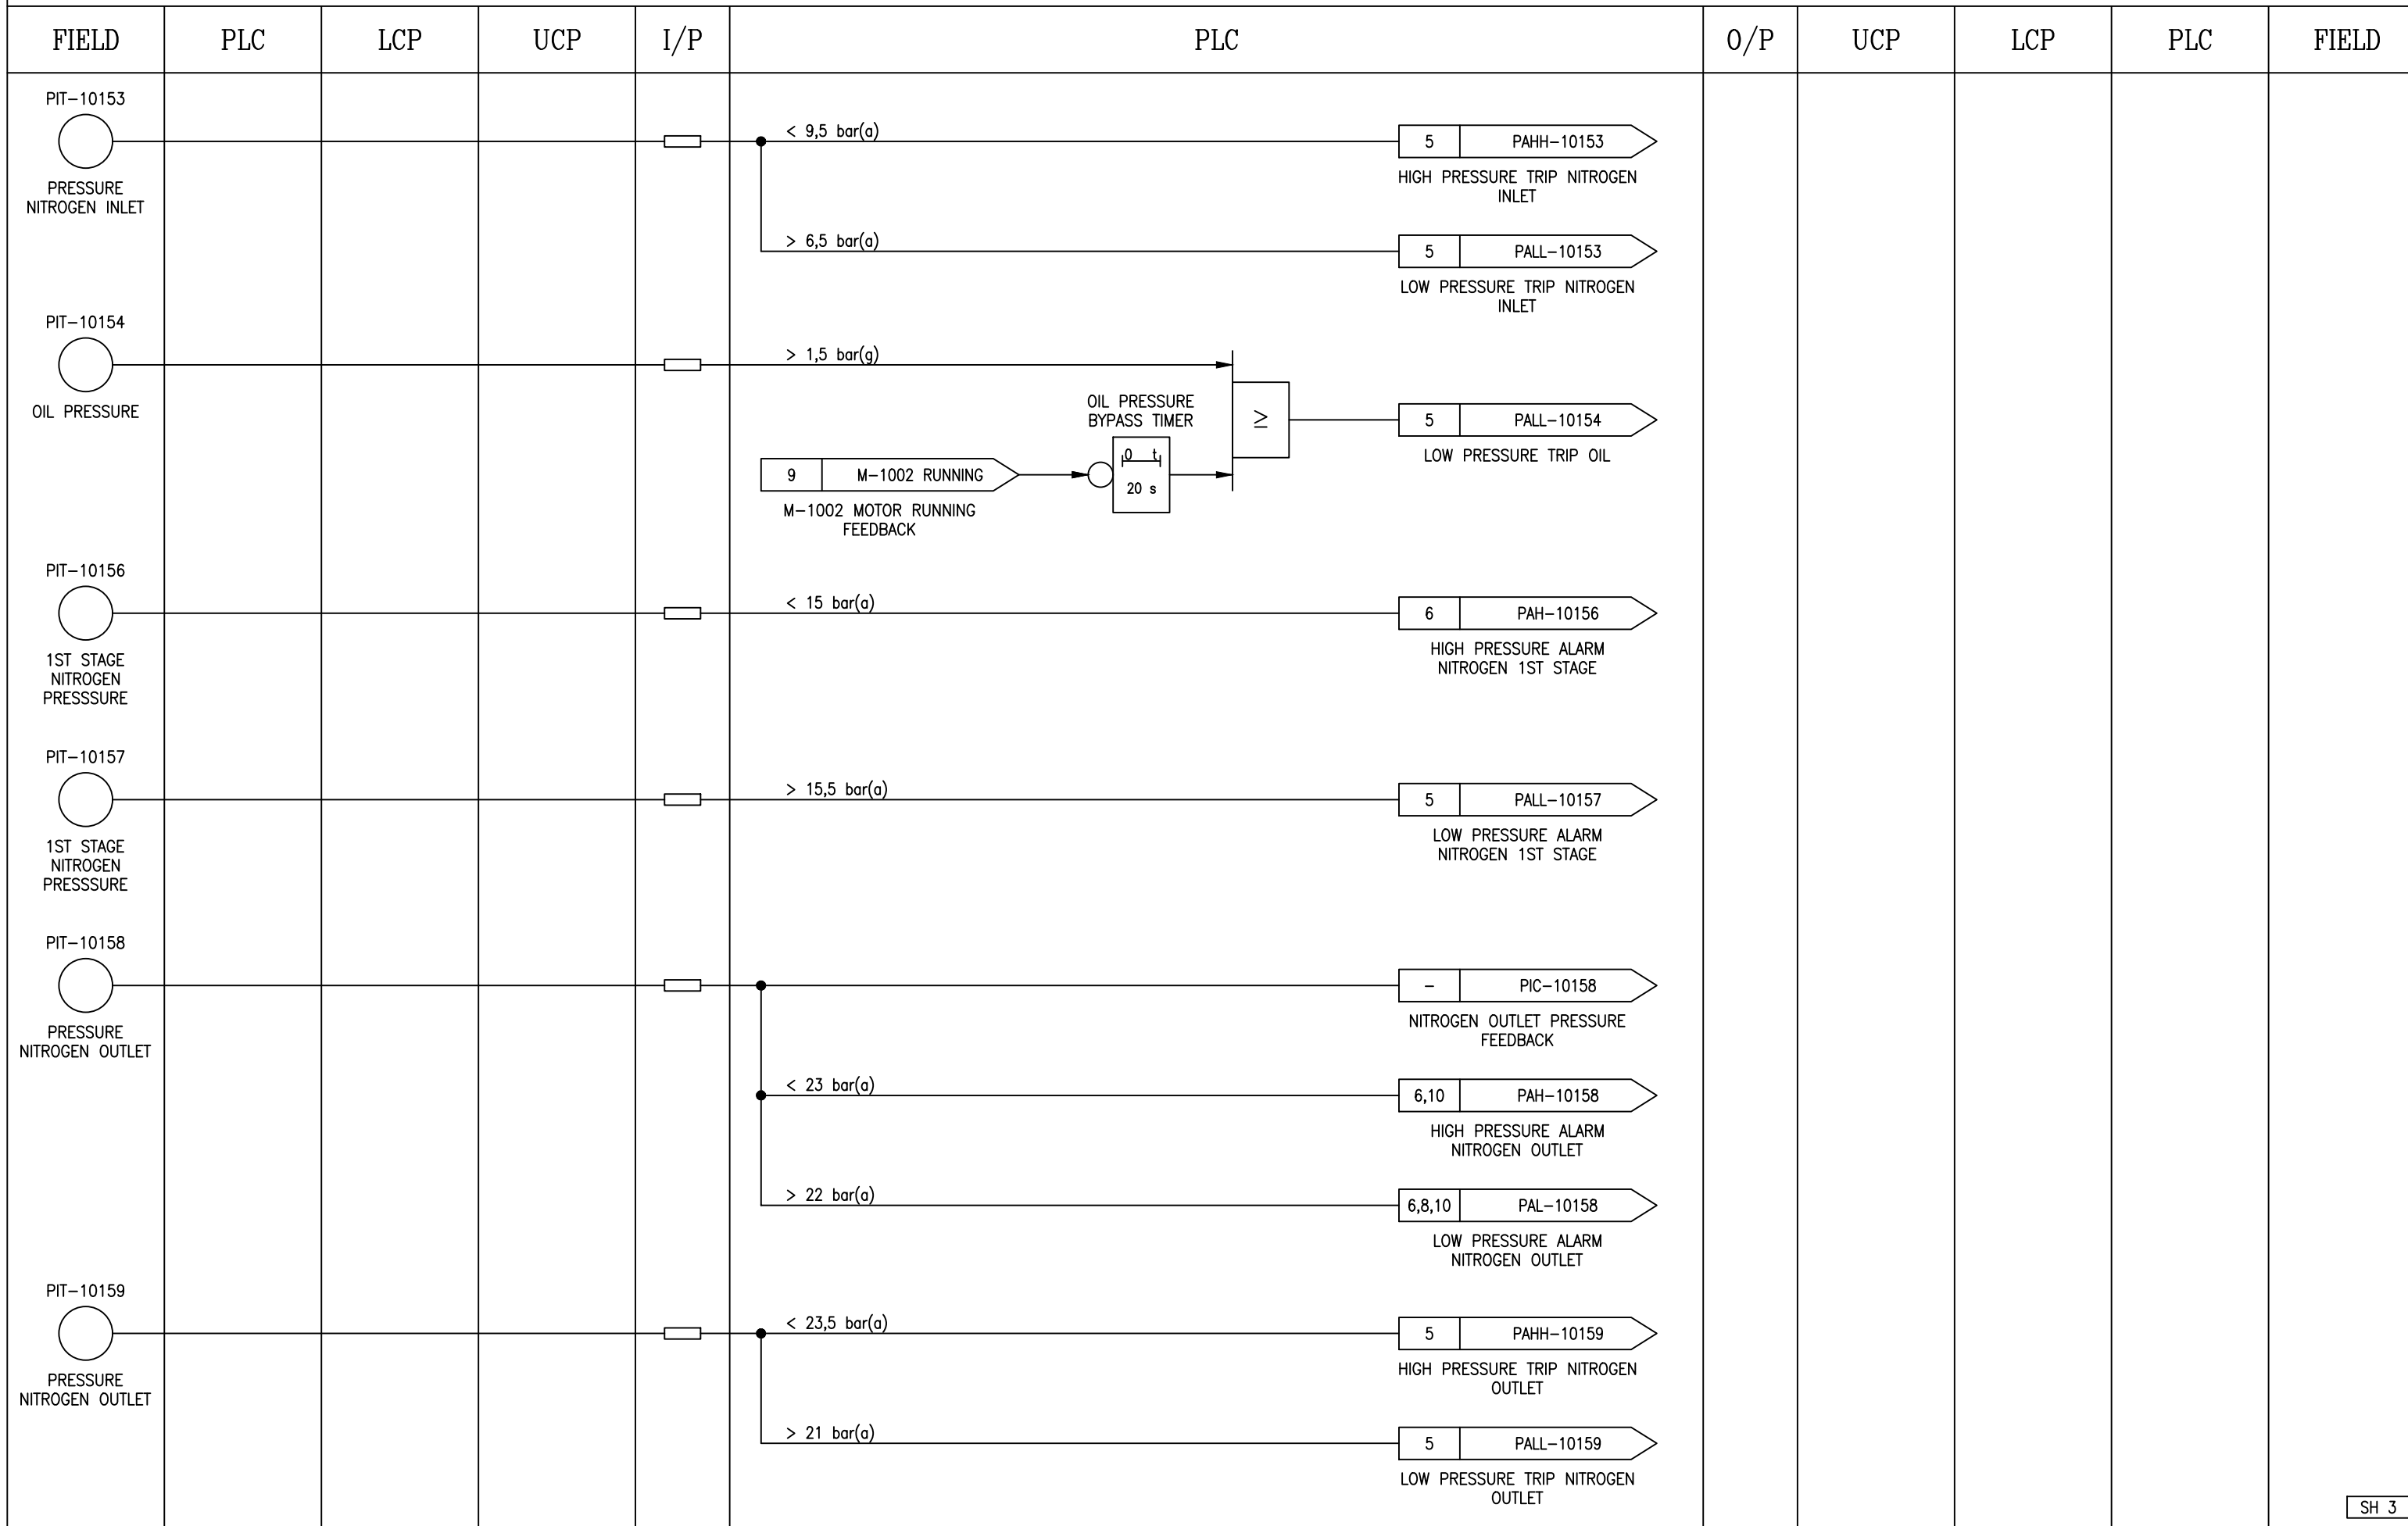 FIELD PLC LCP UCP I/P PLC O/P UCP LCP PLC FIELD
PIT-10153
PRESSURE
NITROGEN INLET
< 9,5 bar(a)
5 PAHH-10153
HIGH PRESSURE TRIP NITROGEN
INLET
> 6,5 bar(a)
5 PALL-10153
LOW PRESSURE TRIP NITROGEN
INLET
PIT-10154
OIL PRESSURE
> 1,5 bar(g)
OIL PRESSURE
BYPASS TIMER
0 t
20 s
≥
9 M-1002 RUNNING
M-1002 MOTOR RUNNING
FEEDBACK
5 PALL-10154
LOW PRESSURE TRIP OIL
PIT-10156
1ST STAGE
NITROGEN
PRESSSURE
< 15 bar(a)
6 PAH-10156
HIGH PRESSURE ALARM
NITROGEN 1ST STAGE
PIT-10157
1ST STAGE
NITROGEN
PRESSSURE
> 15,5 bar(a)
5 PALL-10157
LOW PRESSURE ALARM
NITROGEN 1ST STAGE
PIT-10158
PRESSURE
NITROGEN OUTLET
- PIC-10158
NITROGEN OUTLET PRESSURE
FEEDBACK
< 23 bar(a)
6,10 PAH-10158
HIGH PRESSURE ALARM
NITROGEN OUTLET
> 22 bar(a)
6,8,10 PAL-10158
LOW PRESSURE ALARM
NITROGEN OUTLET
PIT-10159
PRESSURE
NITROGEN OUTLET
< 23,5 bar(a)
5 PAHH-10159
HIGH PRESSURE TRIP NITROGEN
OUTLET
> 21 bar(a)
5 PALL-10159
LOW PRESSURE TRIP NITROGEN
OUTLET
SH 3